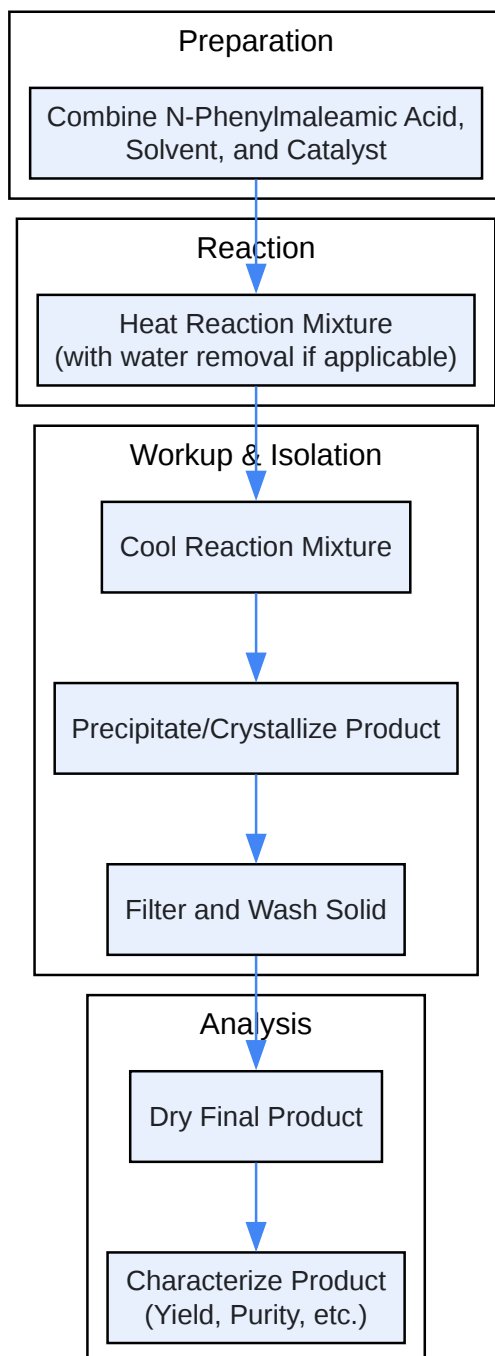 Preparation
Combine N-Phenylmaleamic Acid,
Solvent, and Catalyst
Reaction
Heat Reaction Mixture
(with water removal if applicable)
Workup & Isolation
Cool Reaction Mixture
Precipitate/Crystallize Product
Filter and Wash Solid
Analysis
Dry Final Product
Characterize Product
(Yield, Purity, etc.)